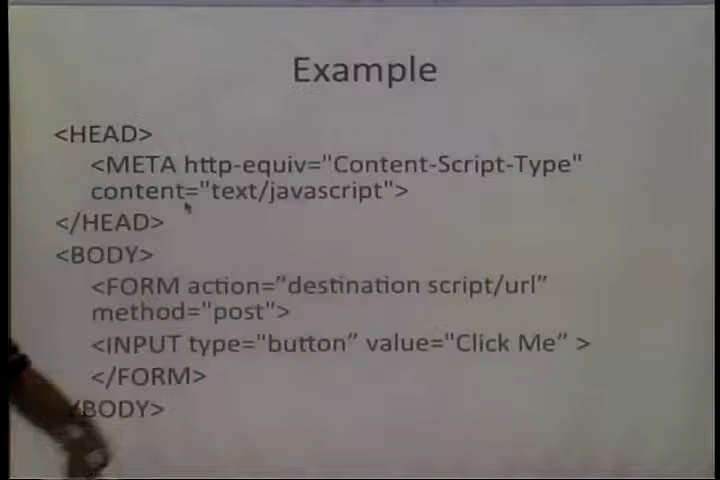 Example
<HEAD>
<META http-equiv="Content-Script-Type"
content="text/javascript">
</HEAD>
<BODY>
<FORM action=”destination script/url”
method="post">
<INPUT type="button” value="Click Me” >
</FORM>
/BODY>